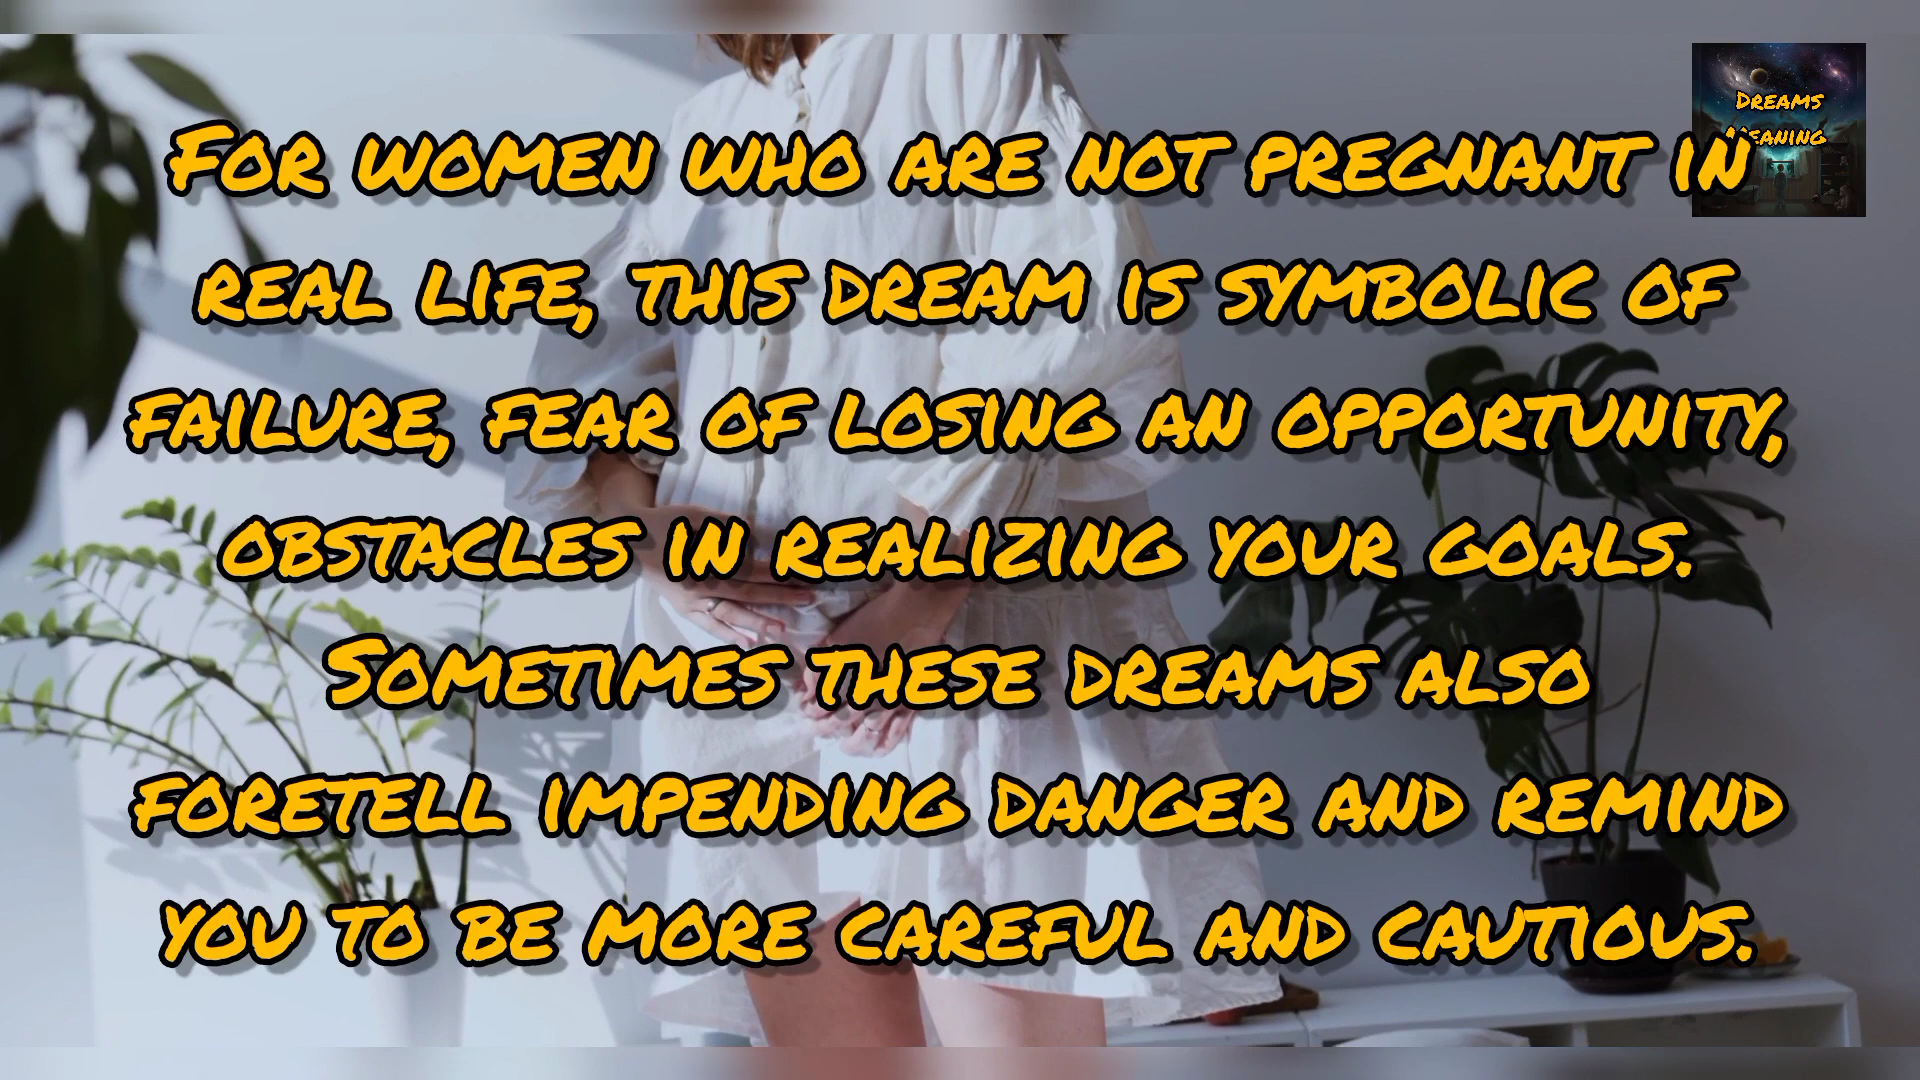 Dreams
Meaning
For women who are not pregnant in
real life, this dream is symbolic of
failure, fear of losing an opportunity,
obstacles in realizing your goals.
Sometimes these dreams also
foretell impending danger and remind
you to be more careful and cautious.